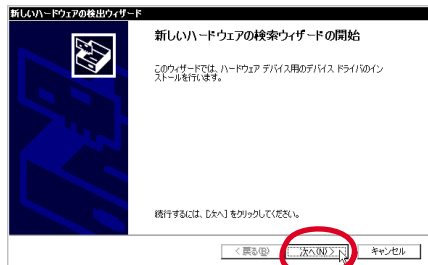 新しいハードウェアの検出ウィザード
新しいハードウェアの検索ウィザードの開始
このウィザードでは、ハードウェア デバイス用のデバイス ドライバのイン
ストールを行います。
続行するには、[次へ] をクリックしてください。
< 戻る(B) 次へ(N) > キャンセル